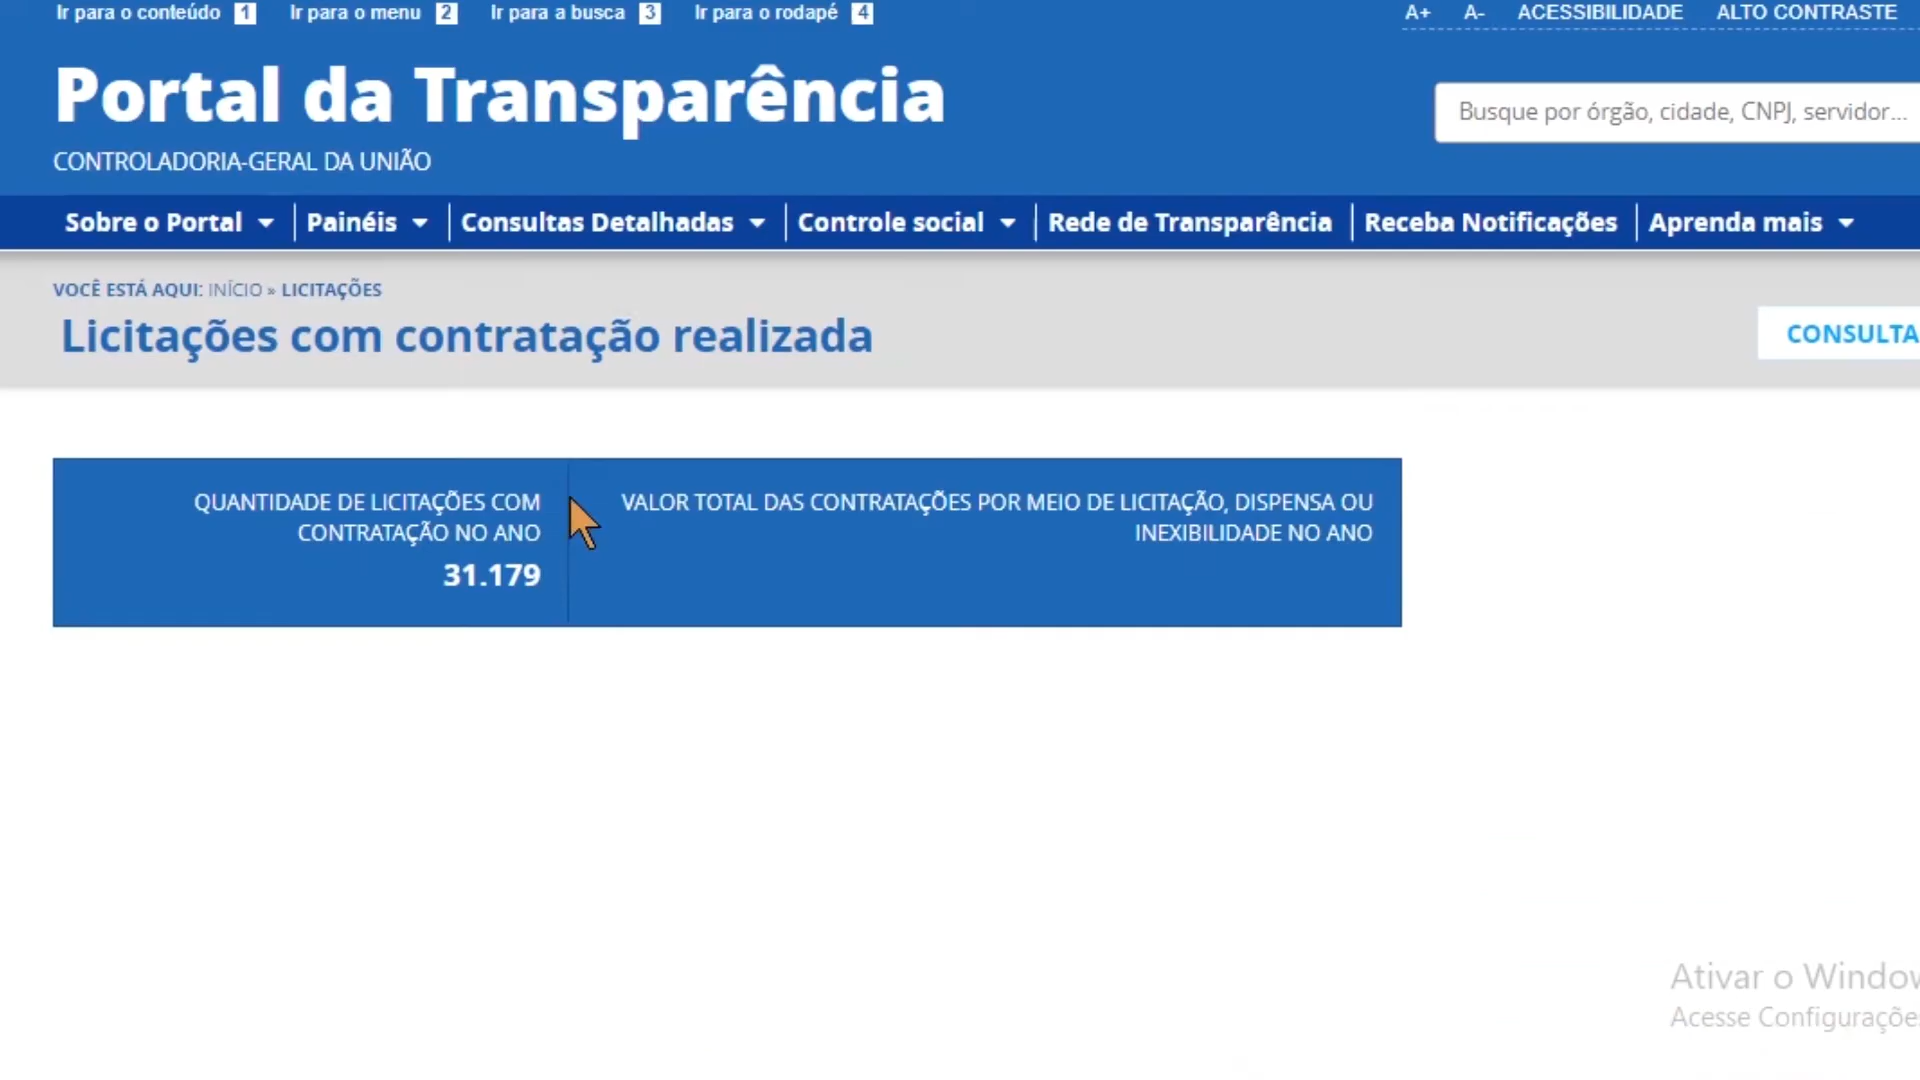 Ir para o conteúdo 1 Ir para o menu 2 Ir para a busca 3 Ir para o rodapé 4 A+ A- ACESSIBILIDADE ALTO CONTRASTE
Portal da Transparência
Busque por órgão, cidade, CNPJ, servidor...
CONTROLADORIA-GERAL DA UNIÃO
Sobre o Portal Painéis Consultas Detalhadas Controle social Rede de Transparência Receba Notificações Aprenda mais
VOCÊ ESTÁ AQUI: INÍCIO » LICITAÇÕES
Licitações com contratação realizada
CONSULTA
QUANTIDADE DE LICITAÇÕES COM
CONTRATAÇÃO NO ANO
31.179
VALOR TOTAL DAS CONTRATAÇÕES POR MEIO DE LICITAÇÃO, DISPENSA OU
INEXIBILIDADE NO ANO
Ativar o Window
Acesse Configurações